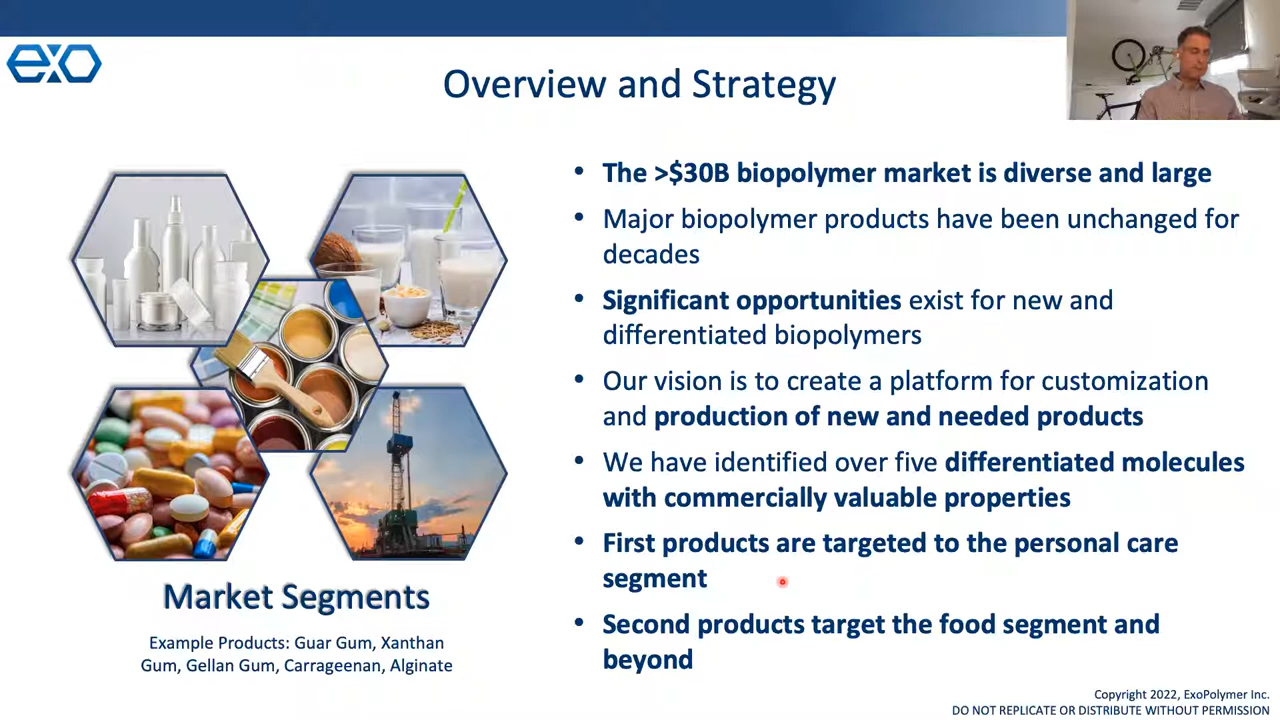 exo
Overview and Strategy
• The >$30B biopolymer market is diverse and large
• Major biopolymer products have been unchanged for
decades
• Significant opportunities exist for new and
differentiated biopolymers
• Our vision is to create a platform for customization
and production of new and needed products
• We have identified over five differentiated molecules
with commercially valuable properties
• First products are targeted to the personal care
segment
• Second products target the food segment and
beyond
Market Segments
Example Products: Guar Gum, Xanthan
Gum, Gellan Gum, Carrageenan, Alginate
Copyright 2022, ExoPolymer Inc.
DO NOT REPLICATE OR DISTRIBUTE WITHOUT PERMISSION